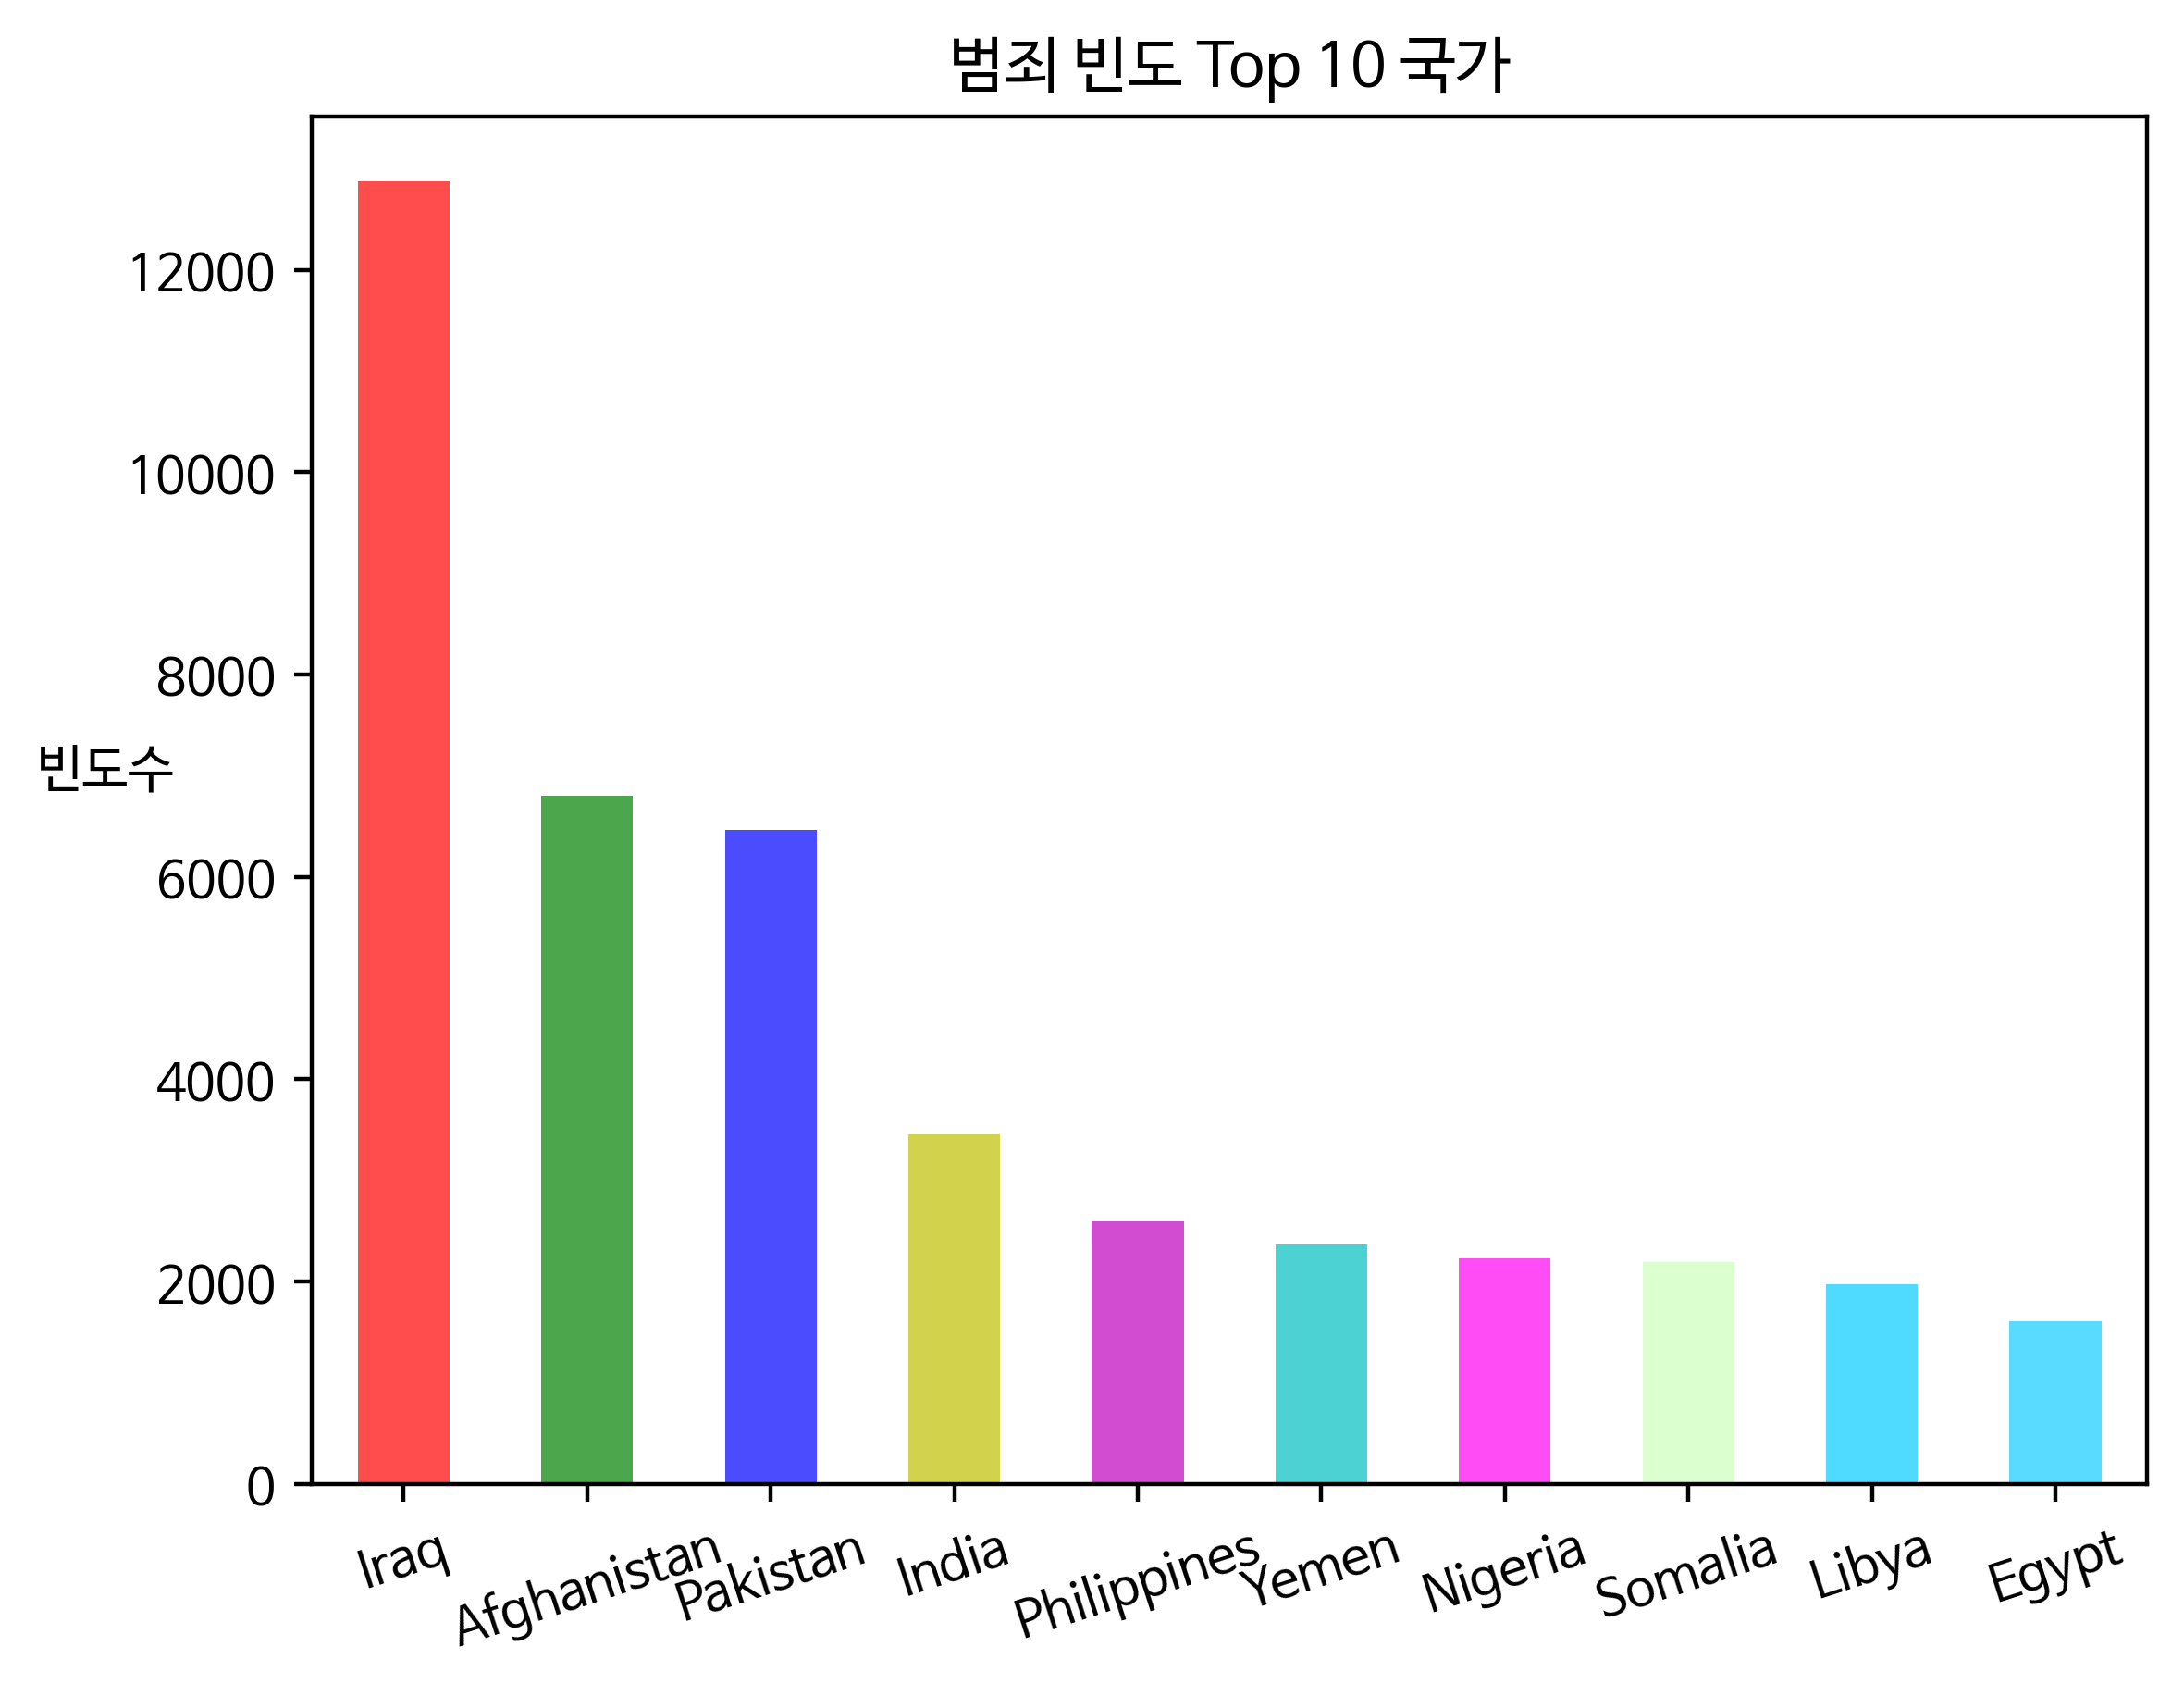 범죄 빈도 Top 10 국가
12000
10000
8000
빈도수
6000
4000
2000
0
Iraq
Afghanistan
Pakistan
India
Philippines
Yemen
Nigeria
Somalia
Libya
Egypt